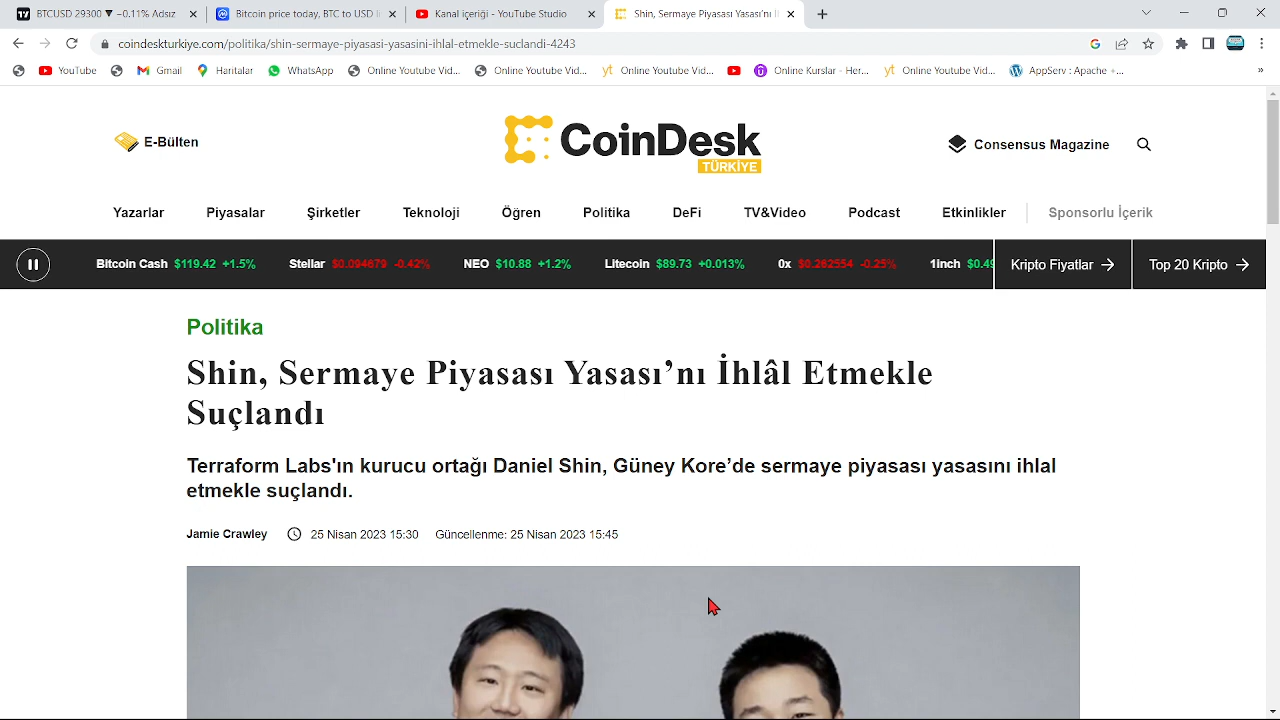 BTCUSD 29300 ▼ −0.11% Adsız
Bitcoin price today, BTC to USD li
Kanal içeriği - YouTube Studio
Shin, Sermaye Piyasası Yasası'nı İ
coindeskturkiye.com/politika/shin-sermaye-piyasasi-yasasini-ihlal-etmekle-suclandi-4243
YouTube
Gmail
Haritalar
WhatsApp
Online Youtube Vid...
Online Youtube Vid...
Online Youtube Vid...
Online Kurslar - Her...
Online Youtube Vid...
AppServ : Apache +...
E-Bülten
CoinDesk
TÜRKİYE
Consensus Magazine
Yazarlar Piyasalar Şirketler Teknoloji Öğren Politika DeFi TV&Video Podcast Etkinlikler Sponsorlu İçerik
Bitcoin Cash $119.42 +1.5% Stellar $0.094679 -0.42% NEO $10.88 +1.2% Litecoin $89.73 +0.013% 0x $0.262554 -0.25% 1inch $0.49 Kripto Fiyatlar → Top 20 Kripto →
Politika
Shin, Sermaye Piyasası Yasası’nı İhlâl Etmekle
Suçlandı
Terraform Labs'ın kurucu ortağı Daniel Shin, Güney Kore’de sermaye piyasası yasasını ihlal
etmekle suçlandı.
Jamie Crawley 25 Nisan 2023 15:30 Güncellenme: 25 Nisan 2023 15:45